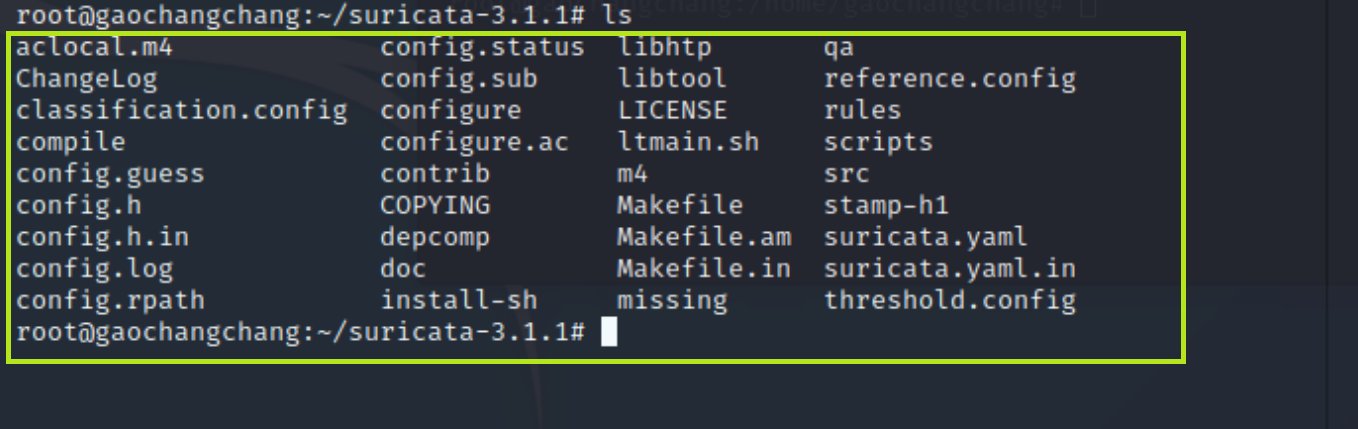 root@gaochangchang:~/suricata-3.1.1# ls
aclocal.m4 config.status libhtp qa
ChangeLog config.sub libtool reference.config
classification.config configure LICENSE rules
compile configure.ac ltmain.sh scripts
config.guess contrib m4 src
config.h COPYING Makefile stamp-h1
config.h.in depcomp Makefile.am suricata.yaml
config.log doc Makefile.in suricata.yaml.in
config.rpath install-sh missing threshold.config
root@gaochangchang:~/suricata-3.1.1#